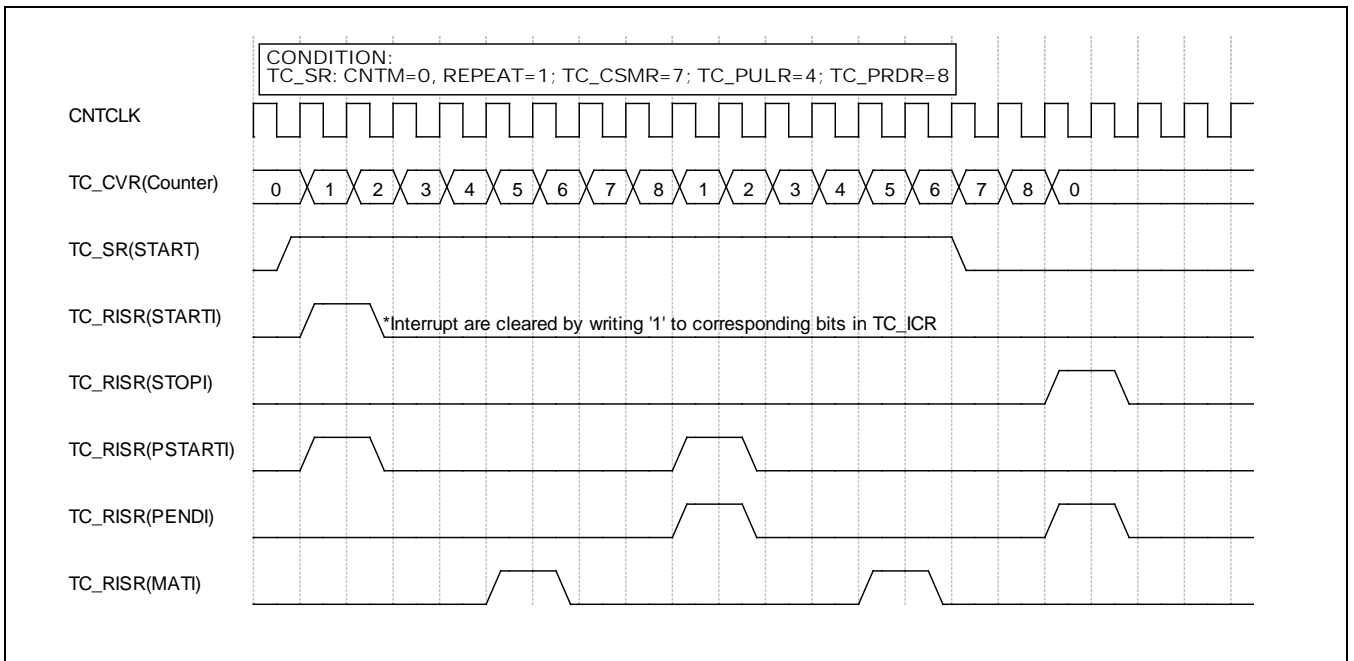 CONDITION:
TC_SR: CNTM=0, REPEAT=1; TC_CSMR=7; TC_PULR=4; TC_PRDR=8
CNTCLK
TC_CVR(Counter) 0 1 2 3 4 5 6 7 8 1 2 3 4 5 6 7 8 0
TC_SR(START)
TC_RISR(STARTI) *Interrupt are cleared by writing '1' to corresponding bits in TC_ICR
TC_RISR(STOPI)
TC_RISR(PSTARTI)
TC_RISR(PENDI)
TC_RISR(MATI)